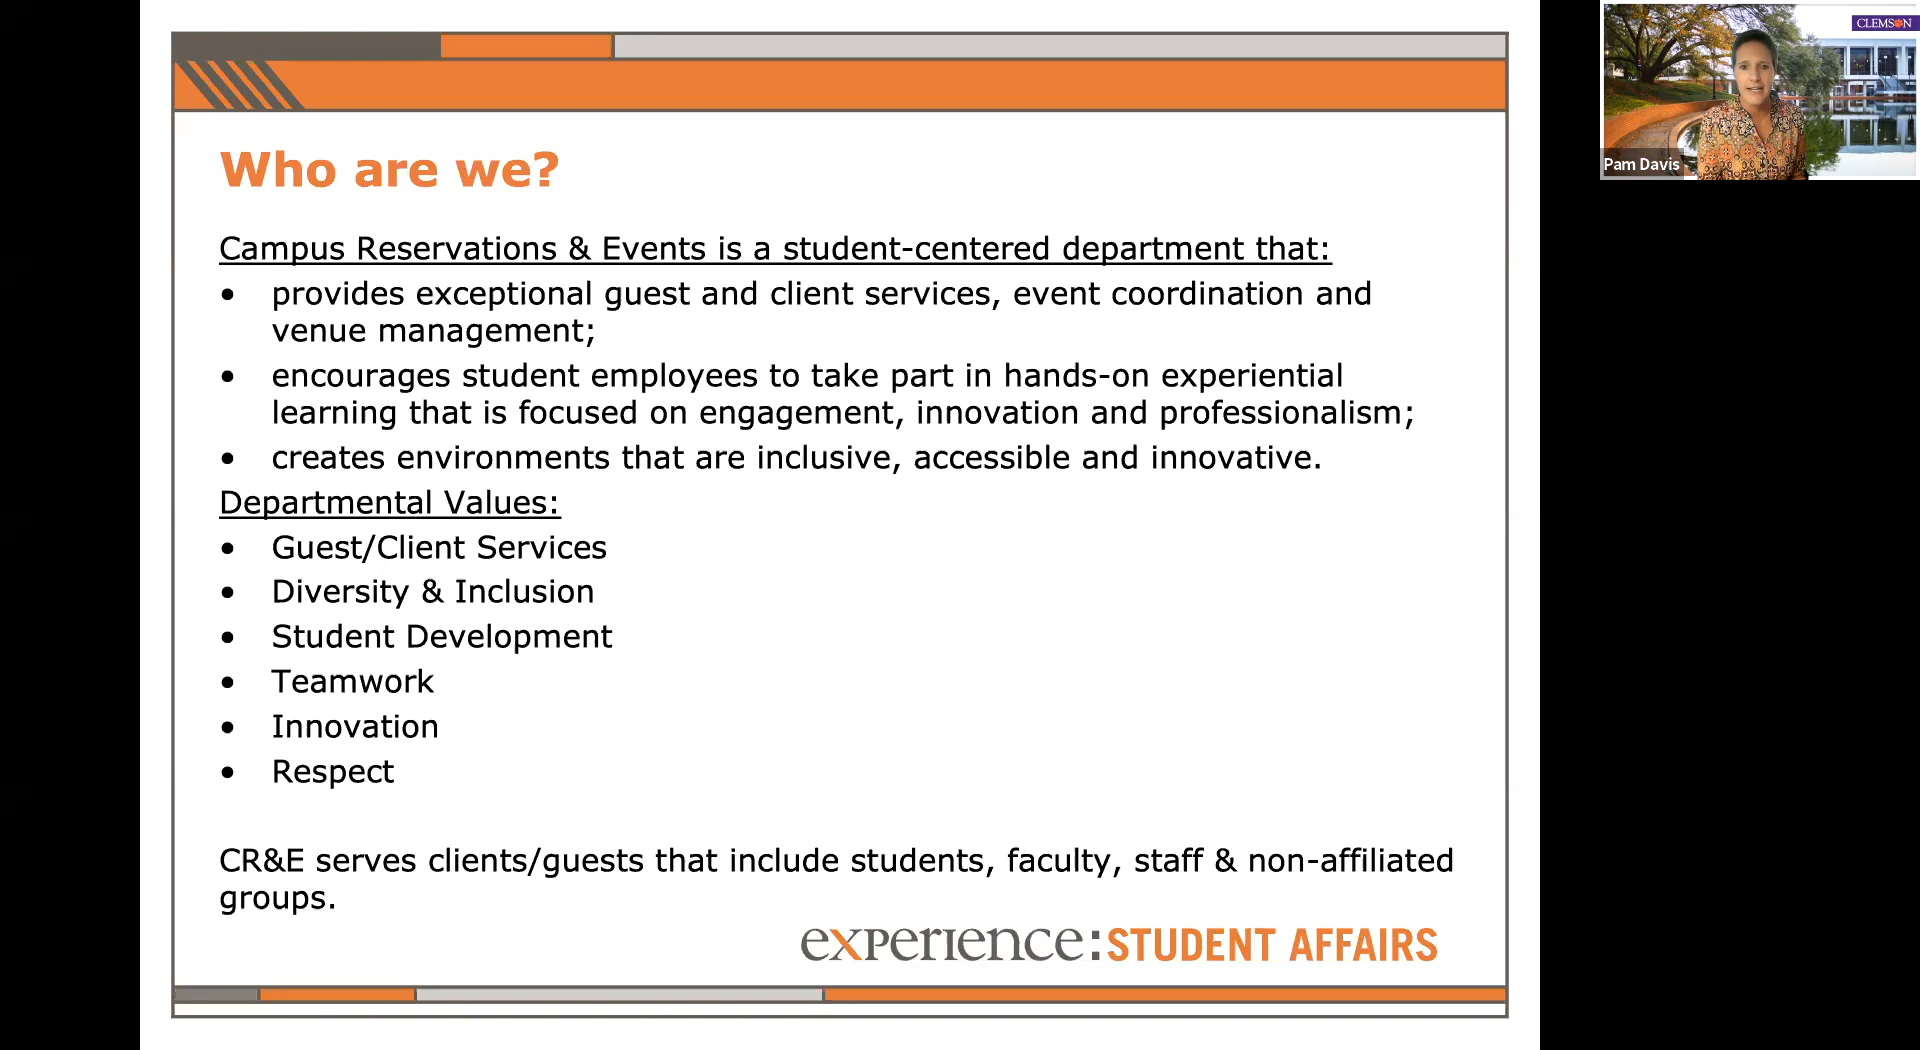 Who are we?
Campus Reservations & Events is a student-centered department that:
• provides exceptional guest and client services, event coordination and
venue management;
• encourages student employees to take part in hands-on experiential
learning that is focused on engagement, innovation and professionalism;
• creates environments that are inclusive, accessible and innovative.
Departmental Values:
• Guest/Client Services
• Diversity & Inclusion
• Student Development
• Teamwork
• Innovation
• Respect
CR&E serves clients/guests that include students, faculty, staff & non-affiliated
groups.
experience:STUDENT AFFAIRS
CLEMSON
Pam Davis